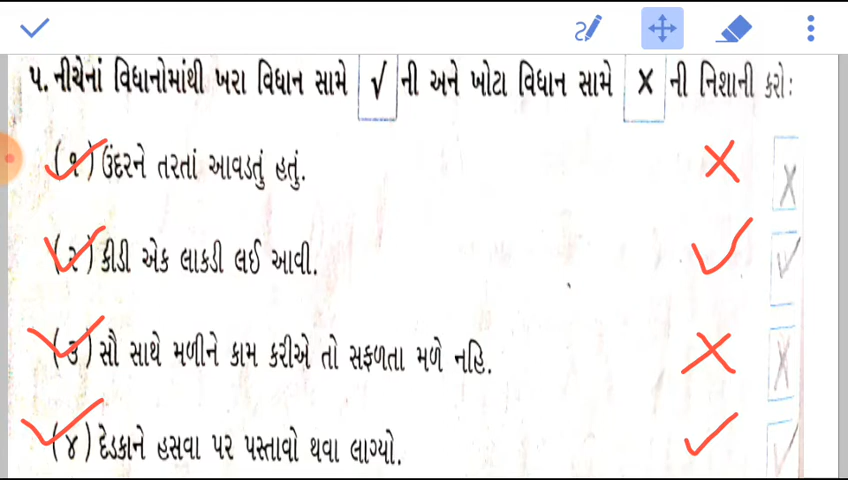 ૫. નીચેનાં વિધાનોમાંથી ખરા વિધાન સામે √ ની અને ખોટા વિધાન સામે X ની નિશાની કરો:
(૧) ઉંદરને તરતાં આવડતું હતું. X
(૨) કીડી એક લાકડી લઈ આવી. ✓
(૩) સૌ સાથે મળીને કામ કરીએ તો સફળતા મળે નહિ. X
(૪) દેડકાને હસવા પર પસ્તાવો થવા લાગ્યો. ✓